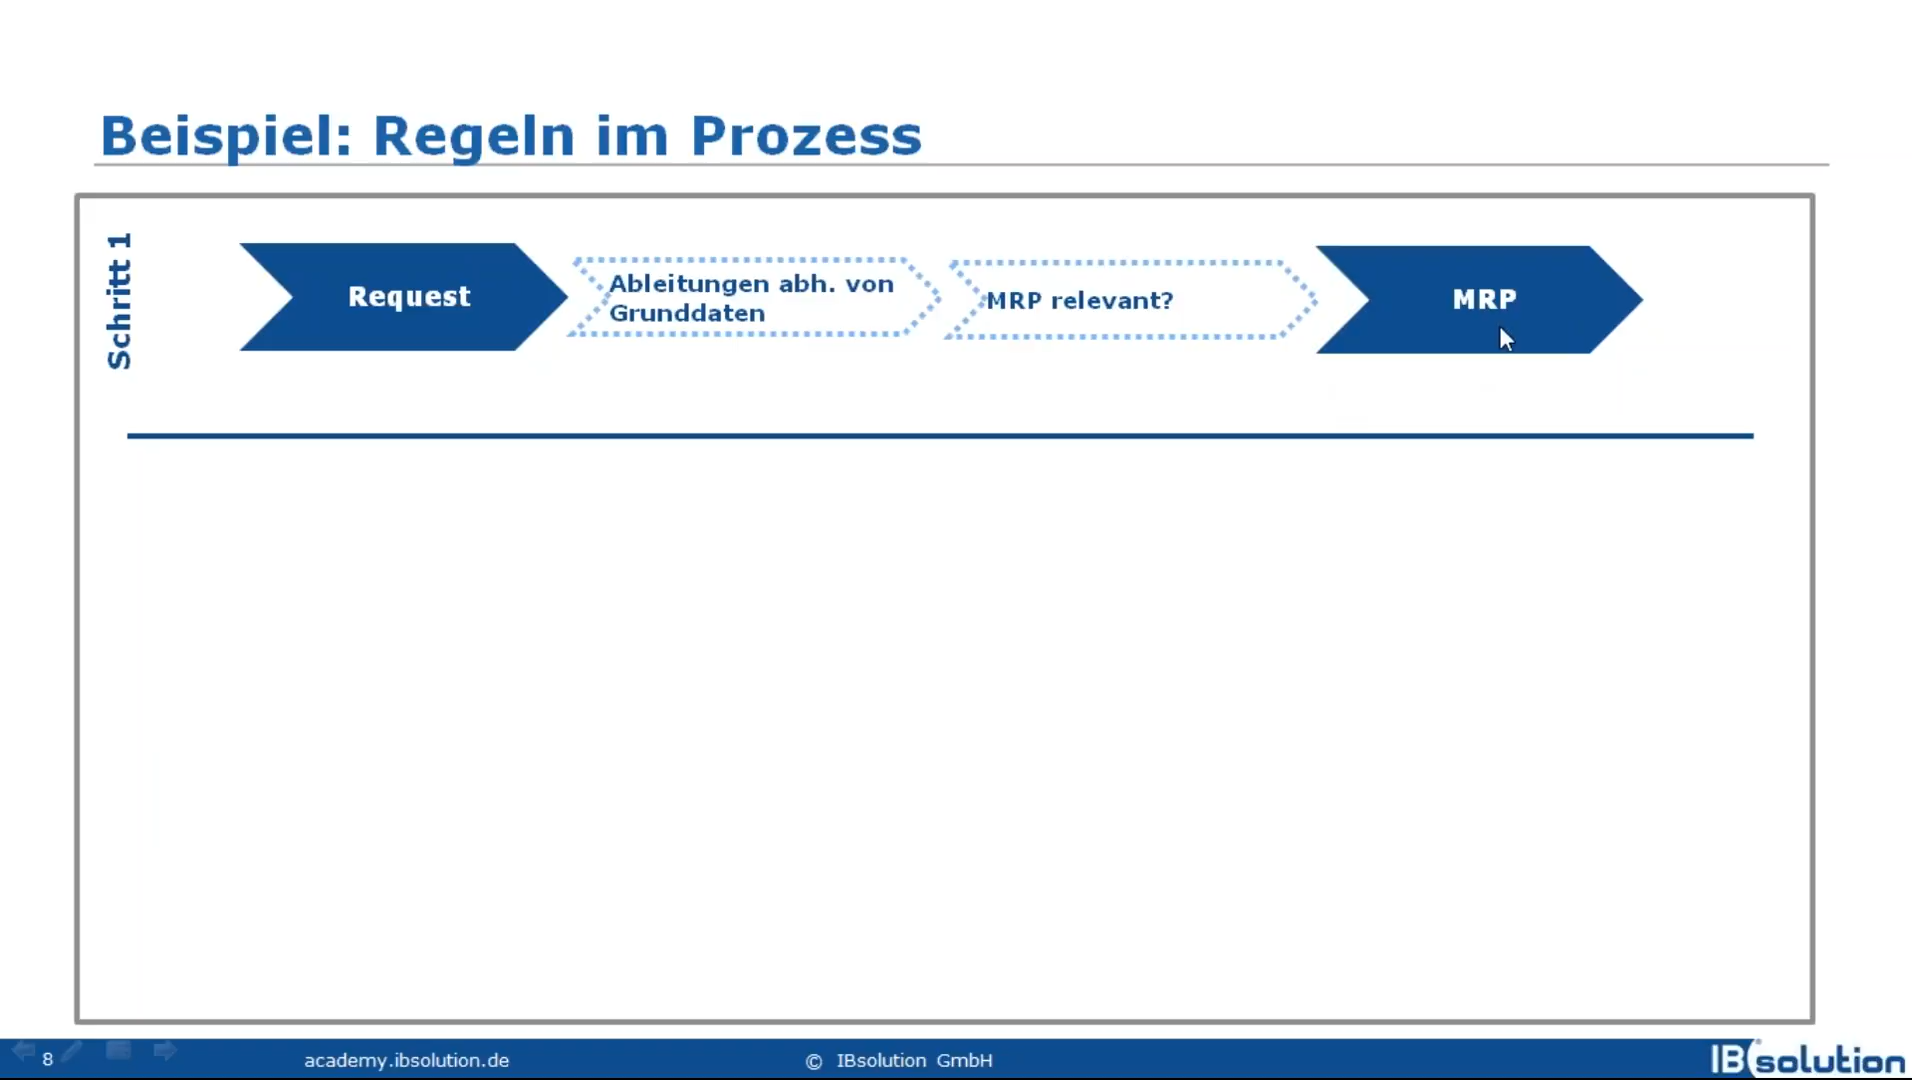 Beispiel: Regeln im Prozess
Schritt 1
Request
Ableitungen abh. von
Grunddaten
MRP relevant?
MRP
8
academy.ibsolution.de
© IBsolution GmbH
IBsolution